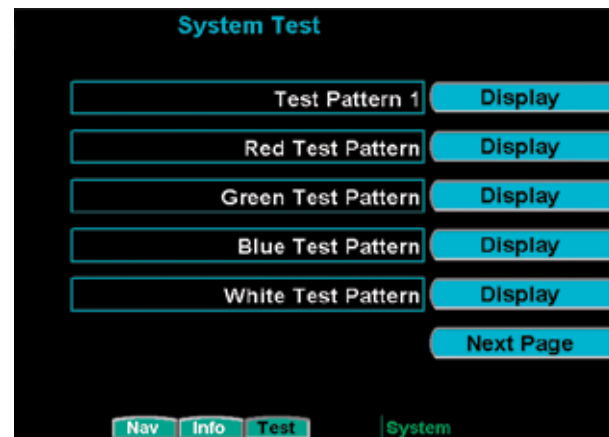 System Test
Test Pattern 1 Display
Red Test Pattern Display
Green Test Pattern Display
Blue Test Pattern Display
White Test Pattern Display
Next Page
Nav Info Test System